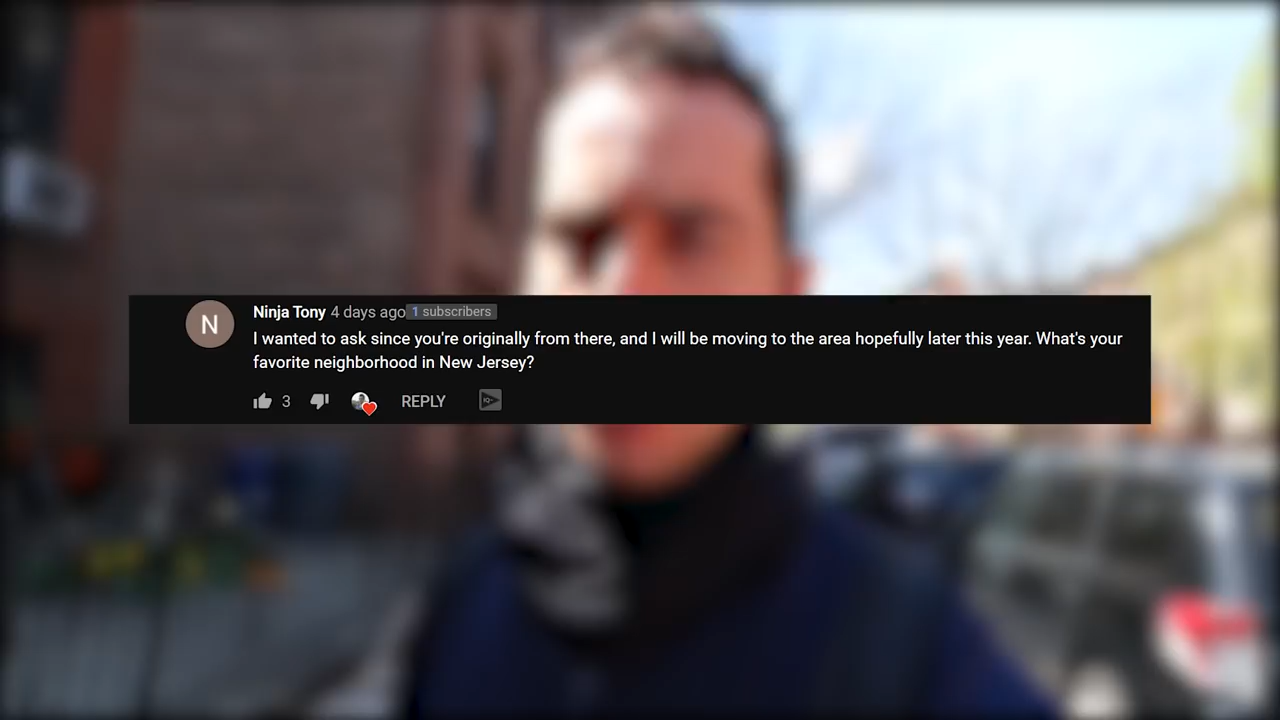 N
Ninja Tony 4 days ago 1 subscribers
I wanted to ask since you're originally from there, and I will be moving to the area hopefully later this year. What's your
favorite neighborhood in New Jersey?
3 REPLY